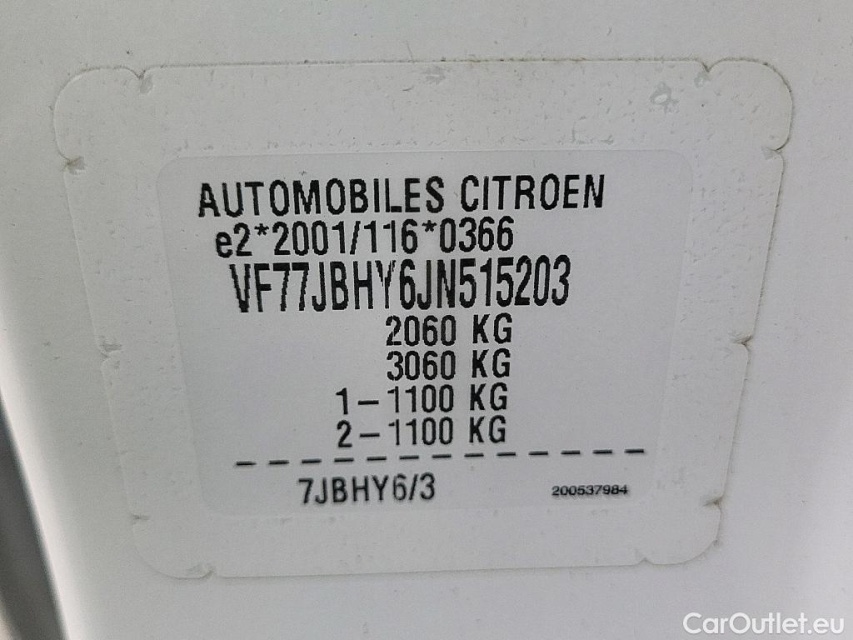 AUTOMOBILES CITROEN
e2*2001/116*0366
VF77JBHY6JN515203
2060 KG
3060 KG
1-1100 KG
2-1100 KG
7JBHY6/3
200537984
CarOutlet.eu